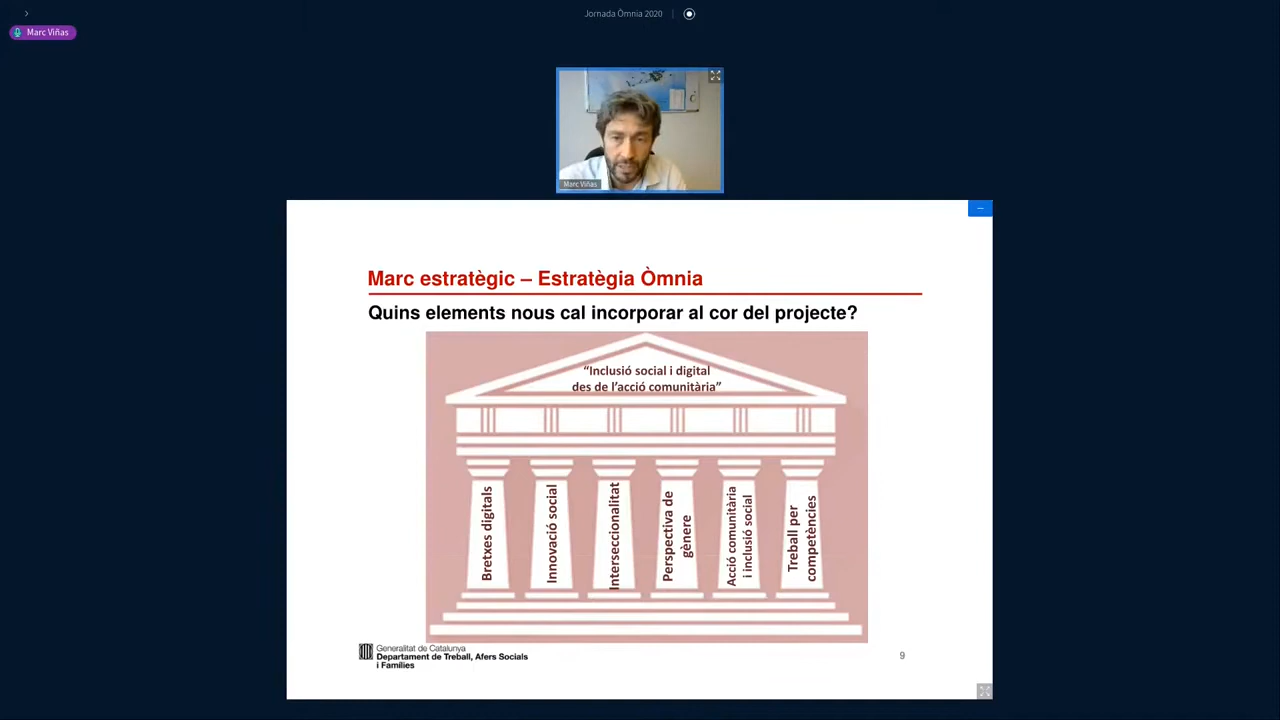 Jornada Òmnia 2020
Marc Viñas
Marc Viñas
Marc estratègic – Estratègia Òmnia
Quins elements nous cal incorporar al cor del projecte?
“Inclusió social i digital
des de l’acció comunitària”
Bretxes digitals
Innovació social
Interseccionalitat
Perspectiva de
gènere
Acció comunitària
i inclusió social
Treball per
competències
Generalitat de Catalunya
Departament de Treball, Afers Socials
i Famílies
9